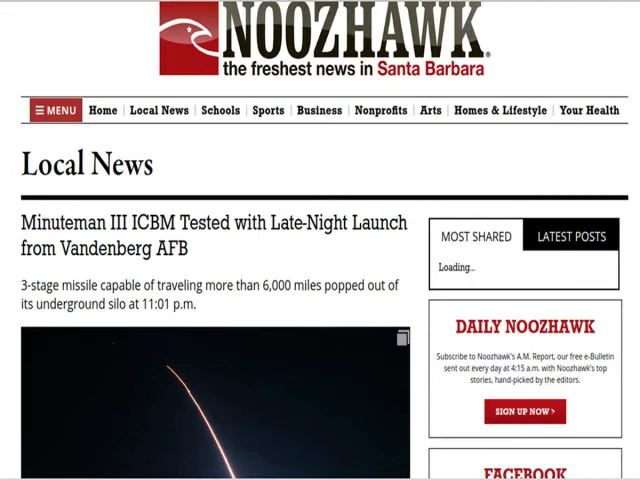 NOOZHAWK®
the freshest news in Santa Barbara
☰ MENU Home Local News Schools Sports Business Nonprofits Arts Homes & Lifestyle Your Health
Local News
Minuteman III ICBM Tested with Late-Night Launch
from Vandenberg AFB
3-stage missile capable of traveling more than 6,000 miles popped out of
its underground silo at 11:01 p.m.
MOST SHARED LATEST POSTS
Loading...
DAILY NOOZHAWK
Subscribe to Noozhawk's A.M. Report, our free e-Bulletin
sent out every day at 4:15 a.m. with Noozhawk's top
stories, hand-picked by the editors.
SIGN UP NOW >
FACEBOOK